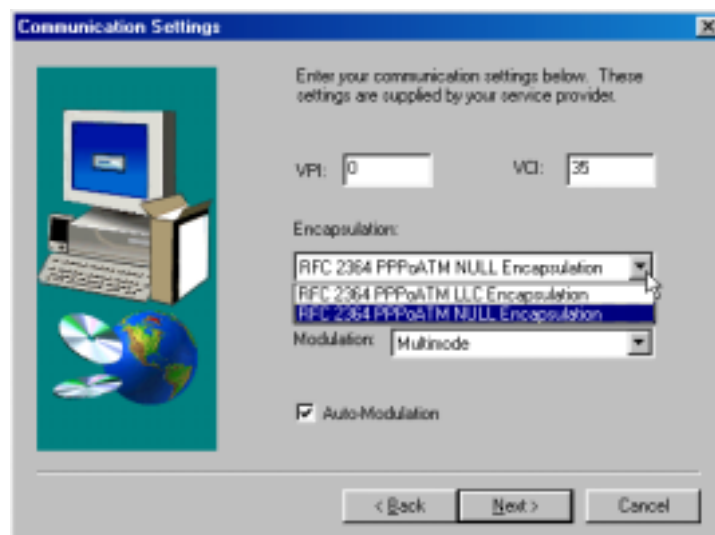 Communication Settings
Enter your communication settings below. These
settings are supplied by your service provider.
VPI: 0 VCI: 35
Encapsulation:
RFC 2364 PPPoATM NULL Encapsulation
RFC 2364 PPPoATM LLC Encapsulation
RFC 2364 PPPoATM NULL Encapsulation
Modulation: Multimode
Auto-Modulation
< Back Next > Cancel